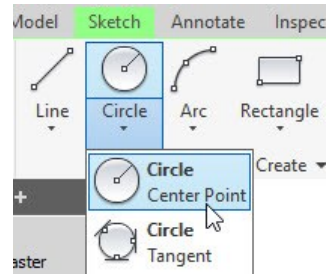 Model Sketch Annotate Inspec
Line Circle Arc Rectangle
Circle
Center Point
Create
Circle
Tangent
aster